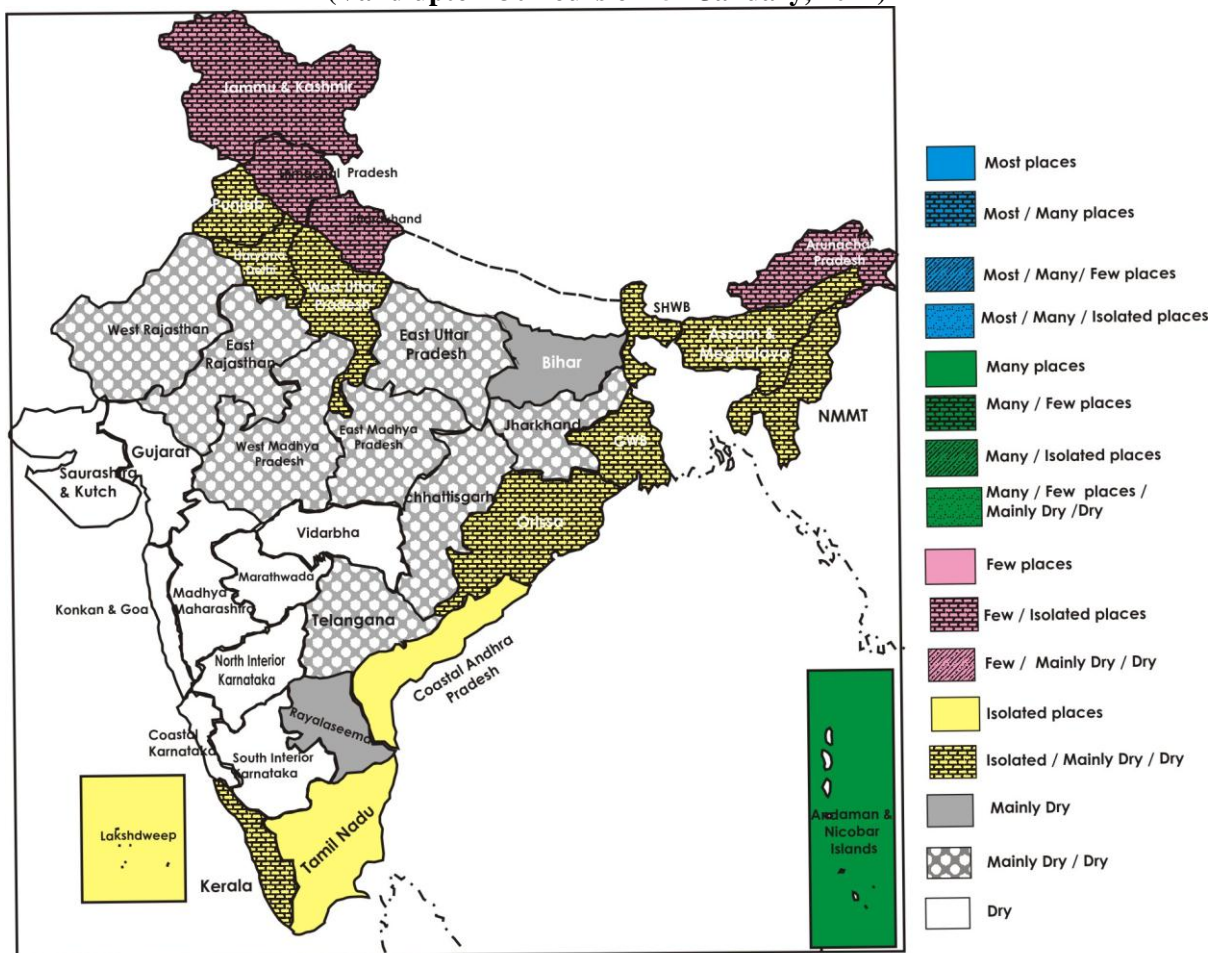 Jammu & Kashmir
Himachal Pradesh
Punjab
Uttarakhand
Haryana
Delhi
West Uttar
Pradesh
Arunachal
Pradesh
SHWB
West Rajasthan
East
Rajasthan
East Uttar
Pradesh
Bihar
Assam &
Meghalaya
NMMT
Gujarat
West Madhya
Pradesh
East Madhya
Pradesh
Jharkhand
GWB
Saurashtra
& Kutch
chhattisgarh
Orissa
Vidarbha
Marathwada
Konkan & Goa
Madhya
Maharashtra
Telangana
North Interior
Karnataka
Coastal Andhra
Pradesh
Rayalaseema
Coastal
Karnataka
South Interior
Karnataka
Lakshdweep
Tamil Nadu
Kerala
Andaman &
Nicobar
Islands
Most places
Most / Many places
Most / Many/ Few places
Most / Many / Isolated places
Many places
Many / Few places
Many / Isolated places
Many / Few places /
Mainly Dry /Dry
Few places
Few / Isolated places
Few / Mainly Dry / Dry
Isolated places
Isolated / Mainly Dry / Dry
Mainly Dry
Mainly Dry / Dry
Dry